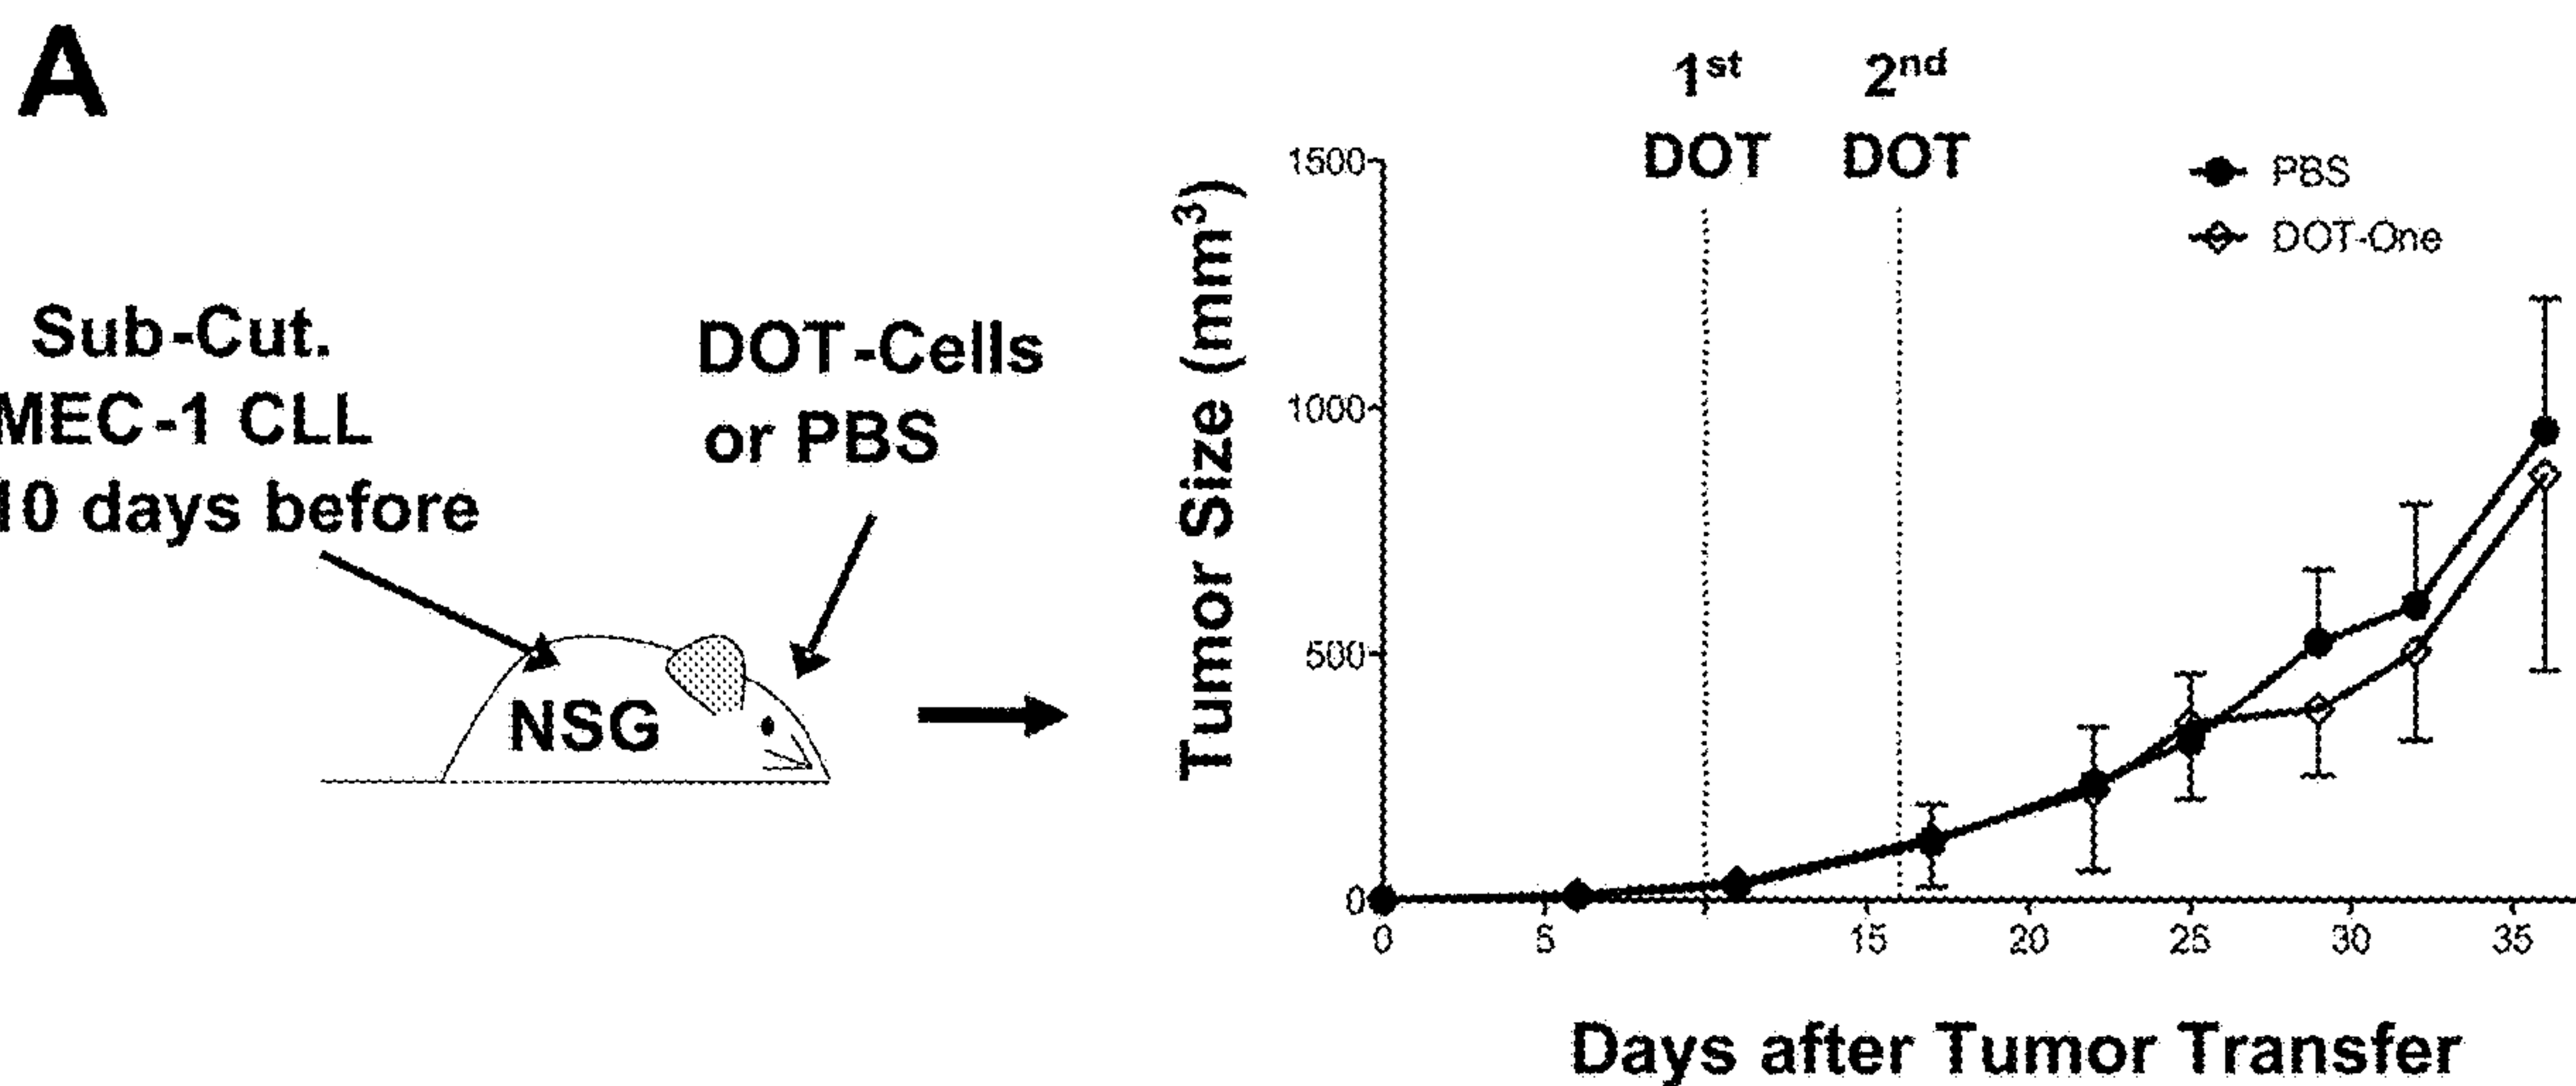 A
Sub-Cut.
MEC-1 CLL
10 days before
DOT-Cells
or PBS
NSG
1st
DOT
2nd
DOT
PBS
DOT-One
Tumor Size (mm³)
1500
1000
500
0
0 5 15 20 25 30 35
Days after Tumor Transfer